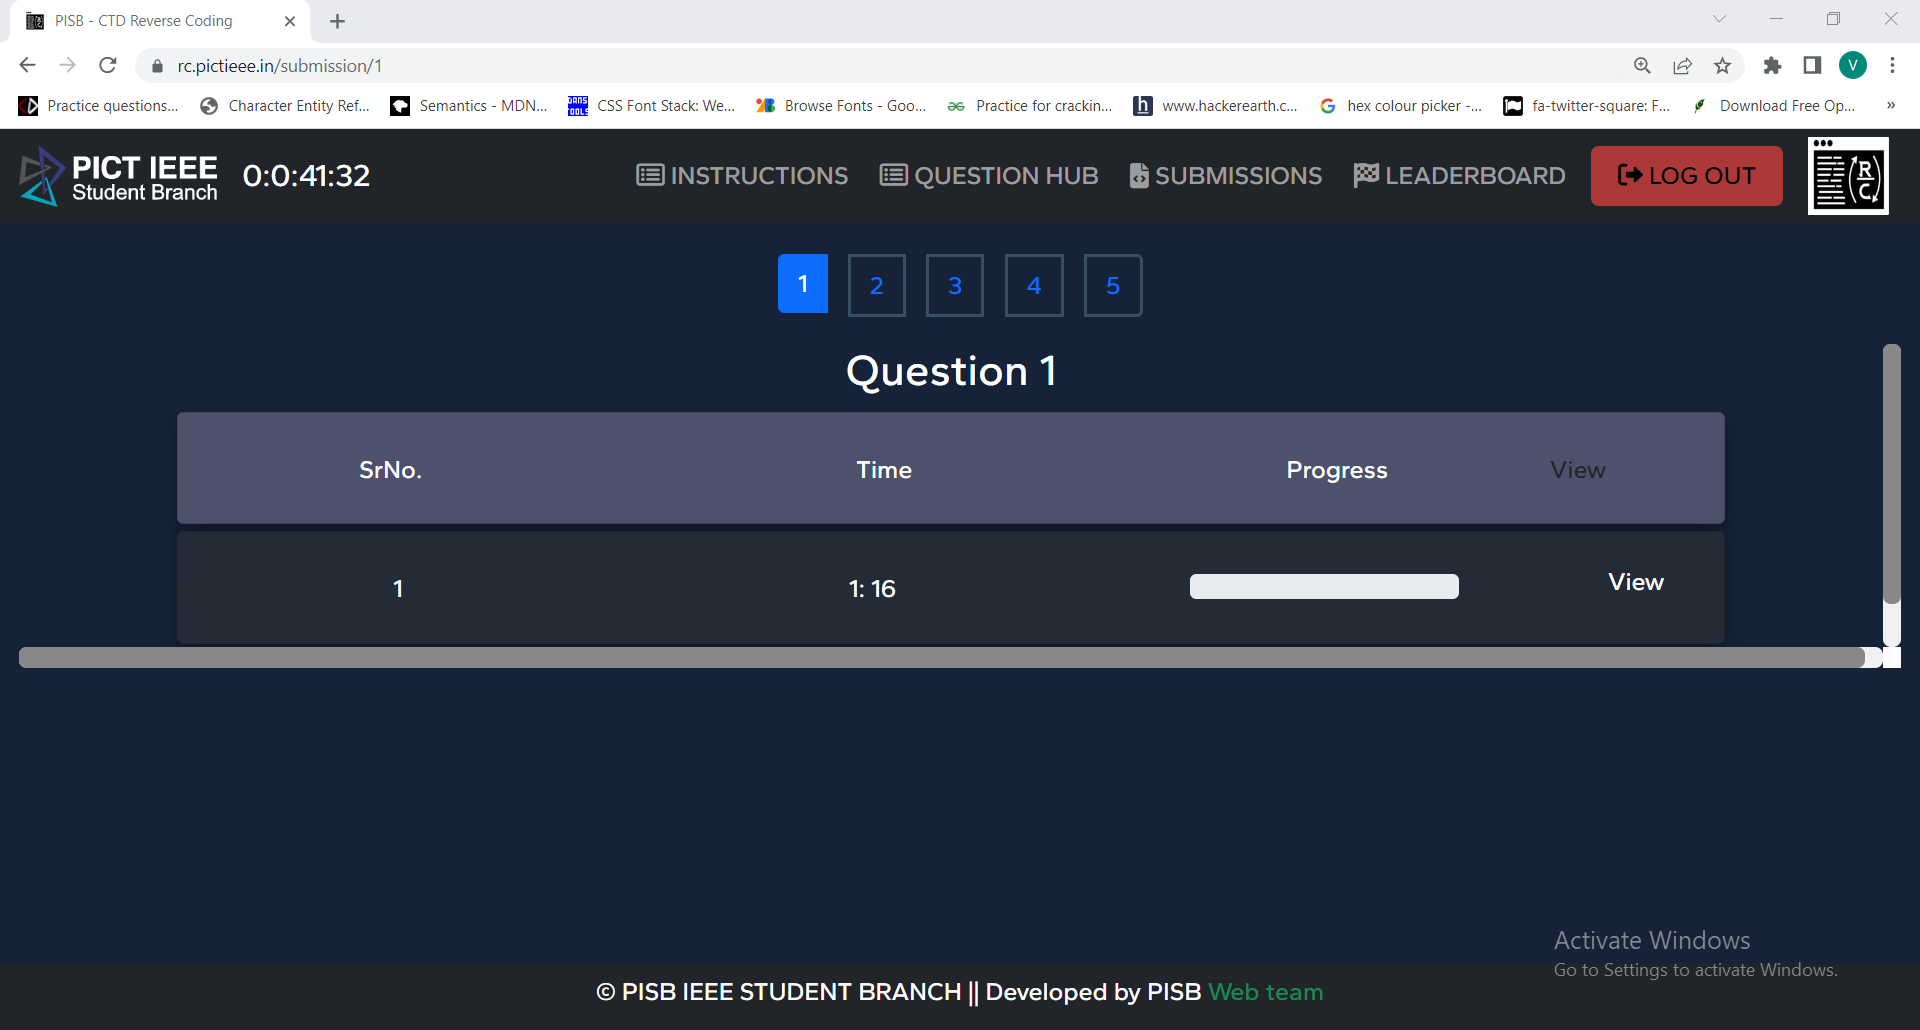 PISB - CTD Reverse Coding
rc.pictieee.in/submission/1
V
Practice questions... Character Entity Ref... Semantics - MDN... CSS Font Stack: We... Browse Fonts - Goo... Practice for crackin... www.hackerearth.c... hex colour picker -... fa-twitter-square: F... Download Free Op... »
PICT IEEE
Student Branch
0:0:41:32 INSTRUCTIONS QUESTION HUB SUBMISSIONS LEADERBOARD LOG OUT
R
C
1 2 3 4 5
Question 1
SrNo. Time Progress View
1 1: 16 View
Activate Windows
Go to Settings to activate Windows.
© PISB IEEE STUDENT BRANCH || Developed by PISB Web team